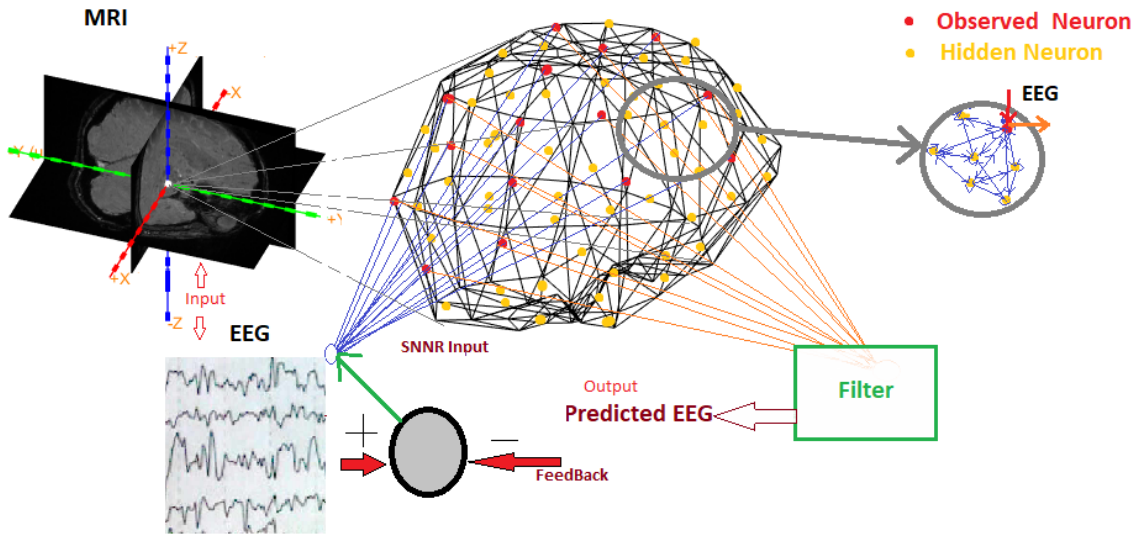 MRI
+Z
-X
+Y
+X
-Z
Input
EEG
Observed Neuron
Hidden Neuron
EEG
SNNR Input
Output
Predicted EEG
Filter
+
−
FeedBack